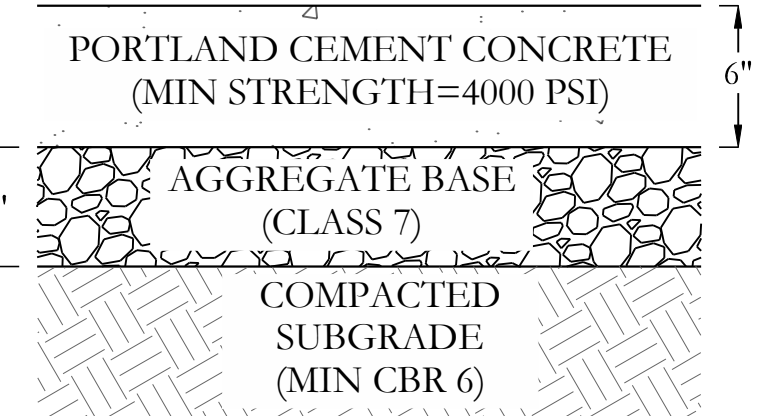 PORTLAND CEMENT CONCRETE
(MIN STRENGTH=4000 PSI)
6"
"
AGGREGATE BASE
(CLASS 7)
COMPACTED
SUBGRADE
(MIN CBR 6)